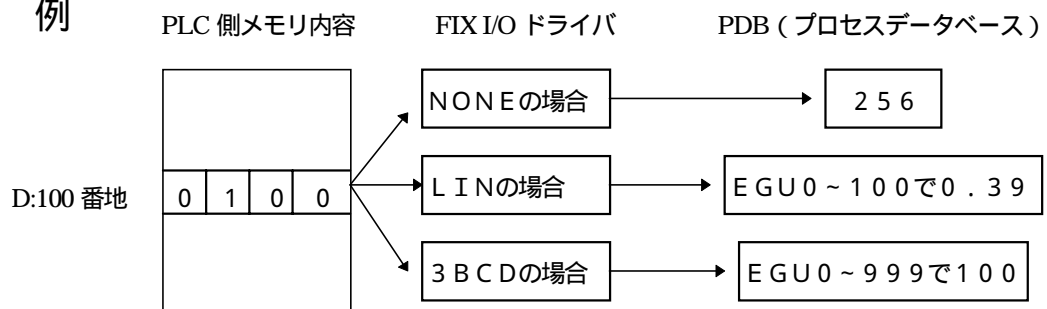 例
PLC 側メモリ内容 FIX I/O ドライバ PDB ( プロセスデータベース )
NONEの場合 256
D:100 番地 0 1 0 0 LINの場合 EGU0~100で0.39
3BCDの場合 EGU0~999で100